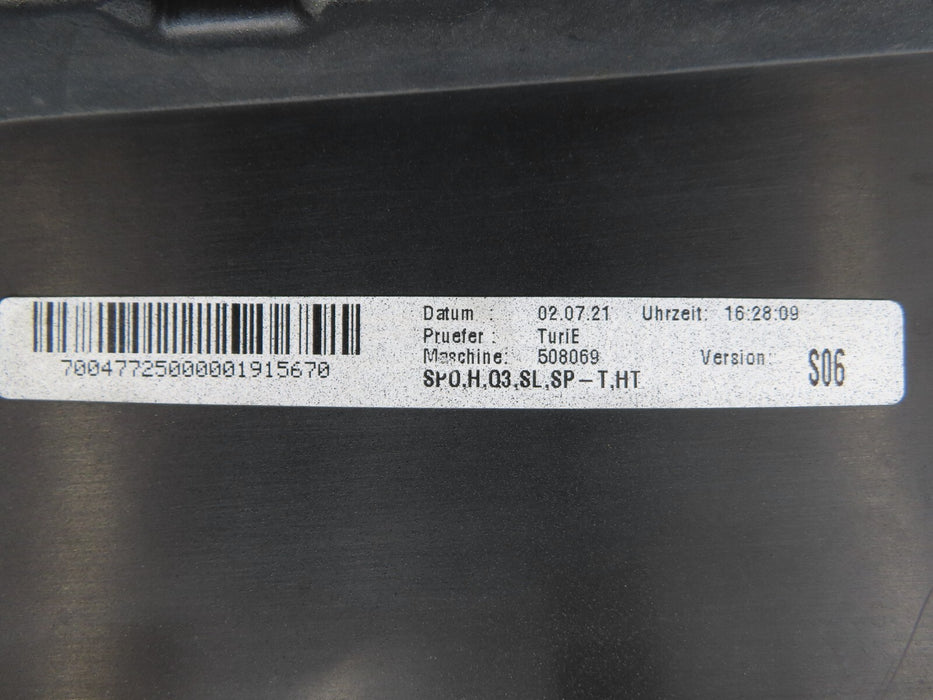 70047725000001915670
Datum : 02.07.21 Uhrzeit: 16:28:09
Pruefer : TuriE
Maschine: 508069 Version: S06
SPO,H,Q3,SL,SP-T,HT